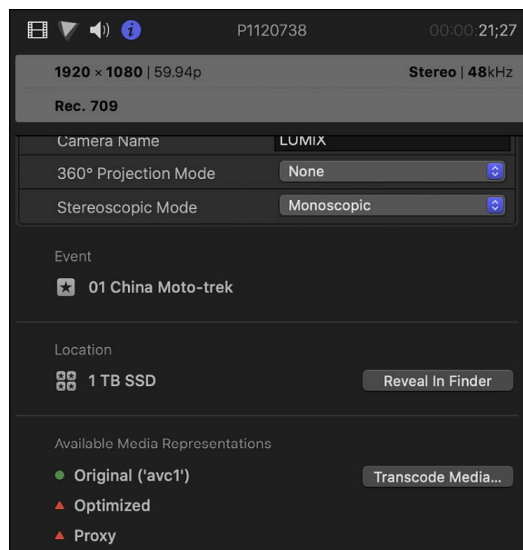 P1120738 00:00:21;27
1920 × 1080 | 59.94p Stereo | 48kHz
Rec. 709
Camera Name LUMIX
360° Projection Mode None
Stereoscopic Mode Monoscopic
Event
01 China Moto-trek
Location
1 TB SSD Reveal In Finder
Available Media Representations
Original ('avc1') Transcode Media...
Optimized
Proxy